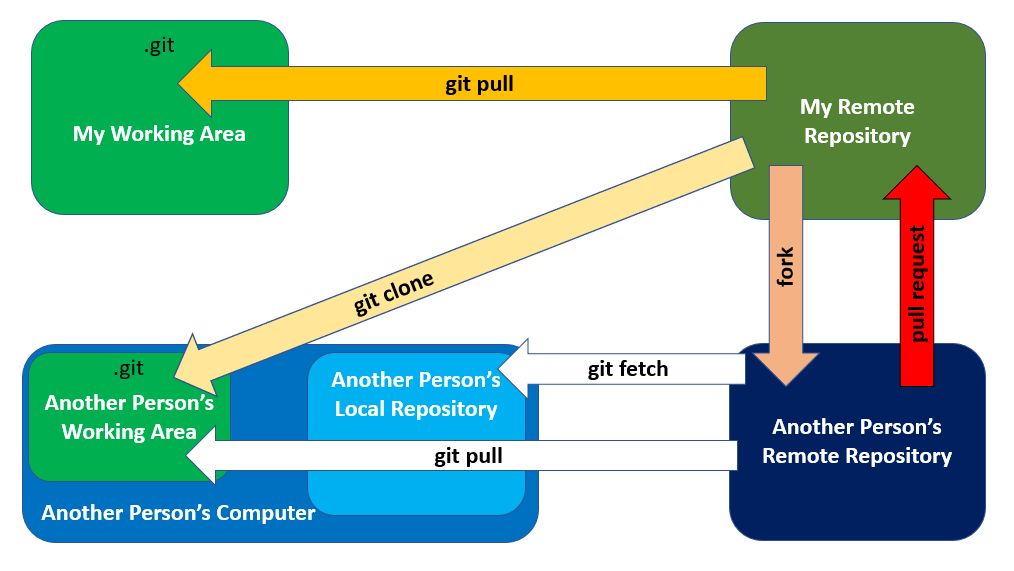 .git
My Working Area
git pull
My Remote
Repository
git clone
fork
pull request
.git
Another Person’s
Working Area
Another Person’s
Local Repository
git fetch
git pull
Another Person’s
Remote Repository
Another Person’s Computer